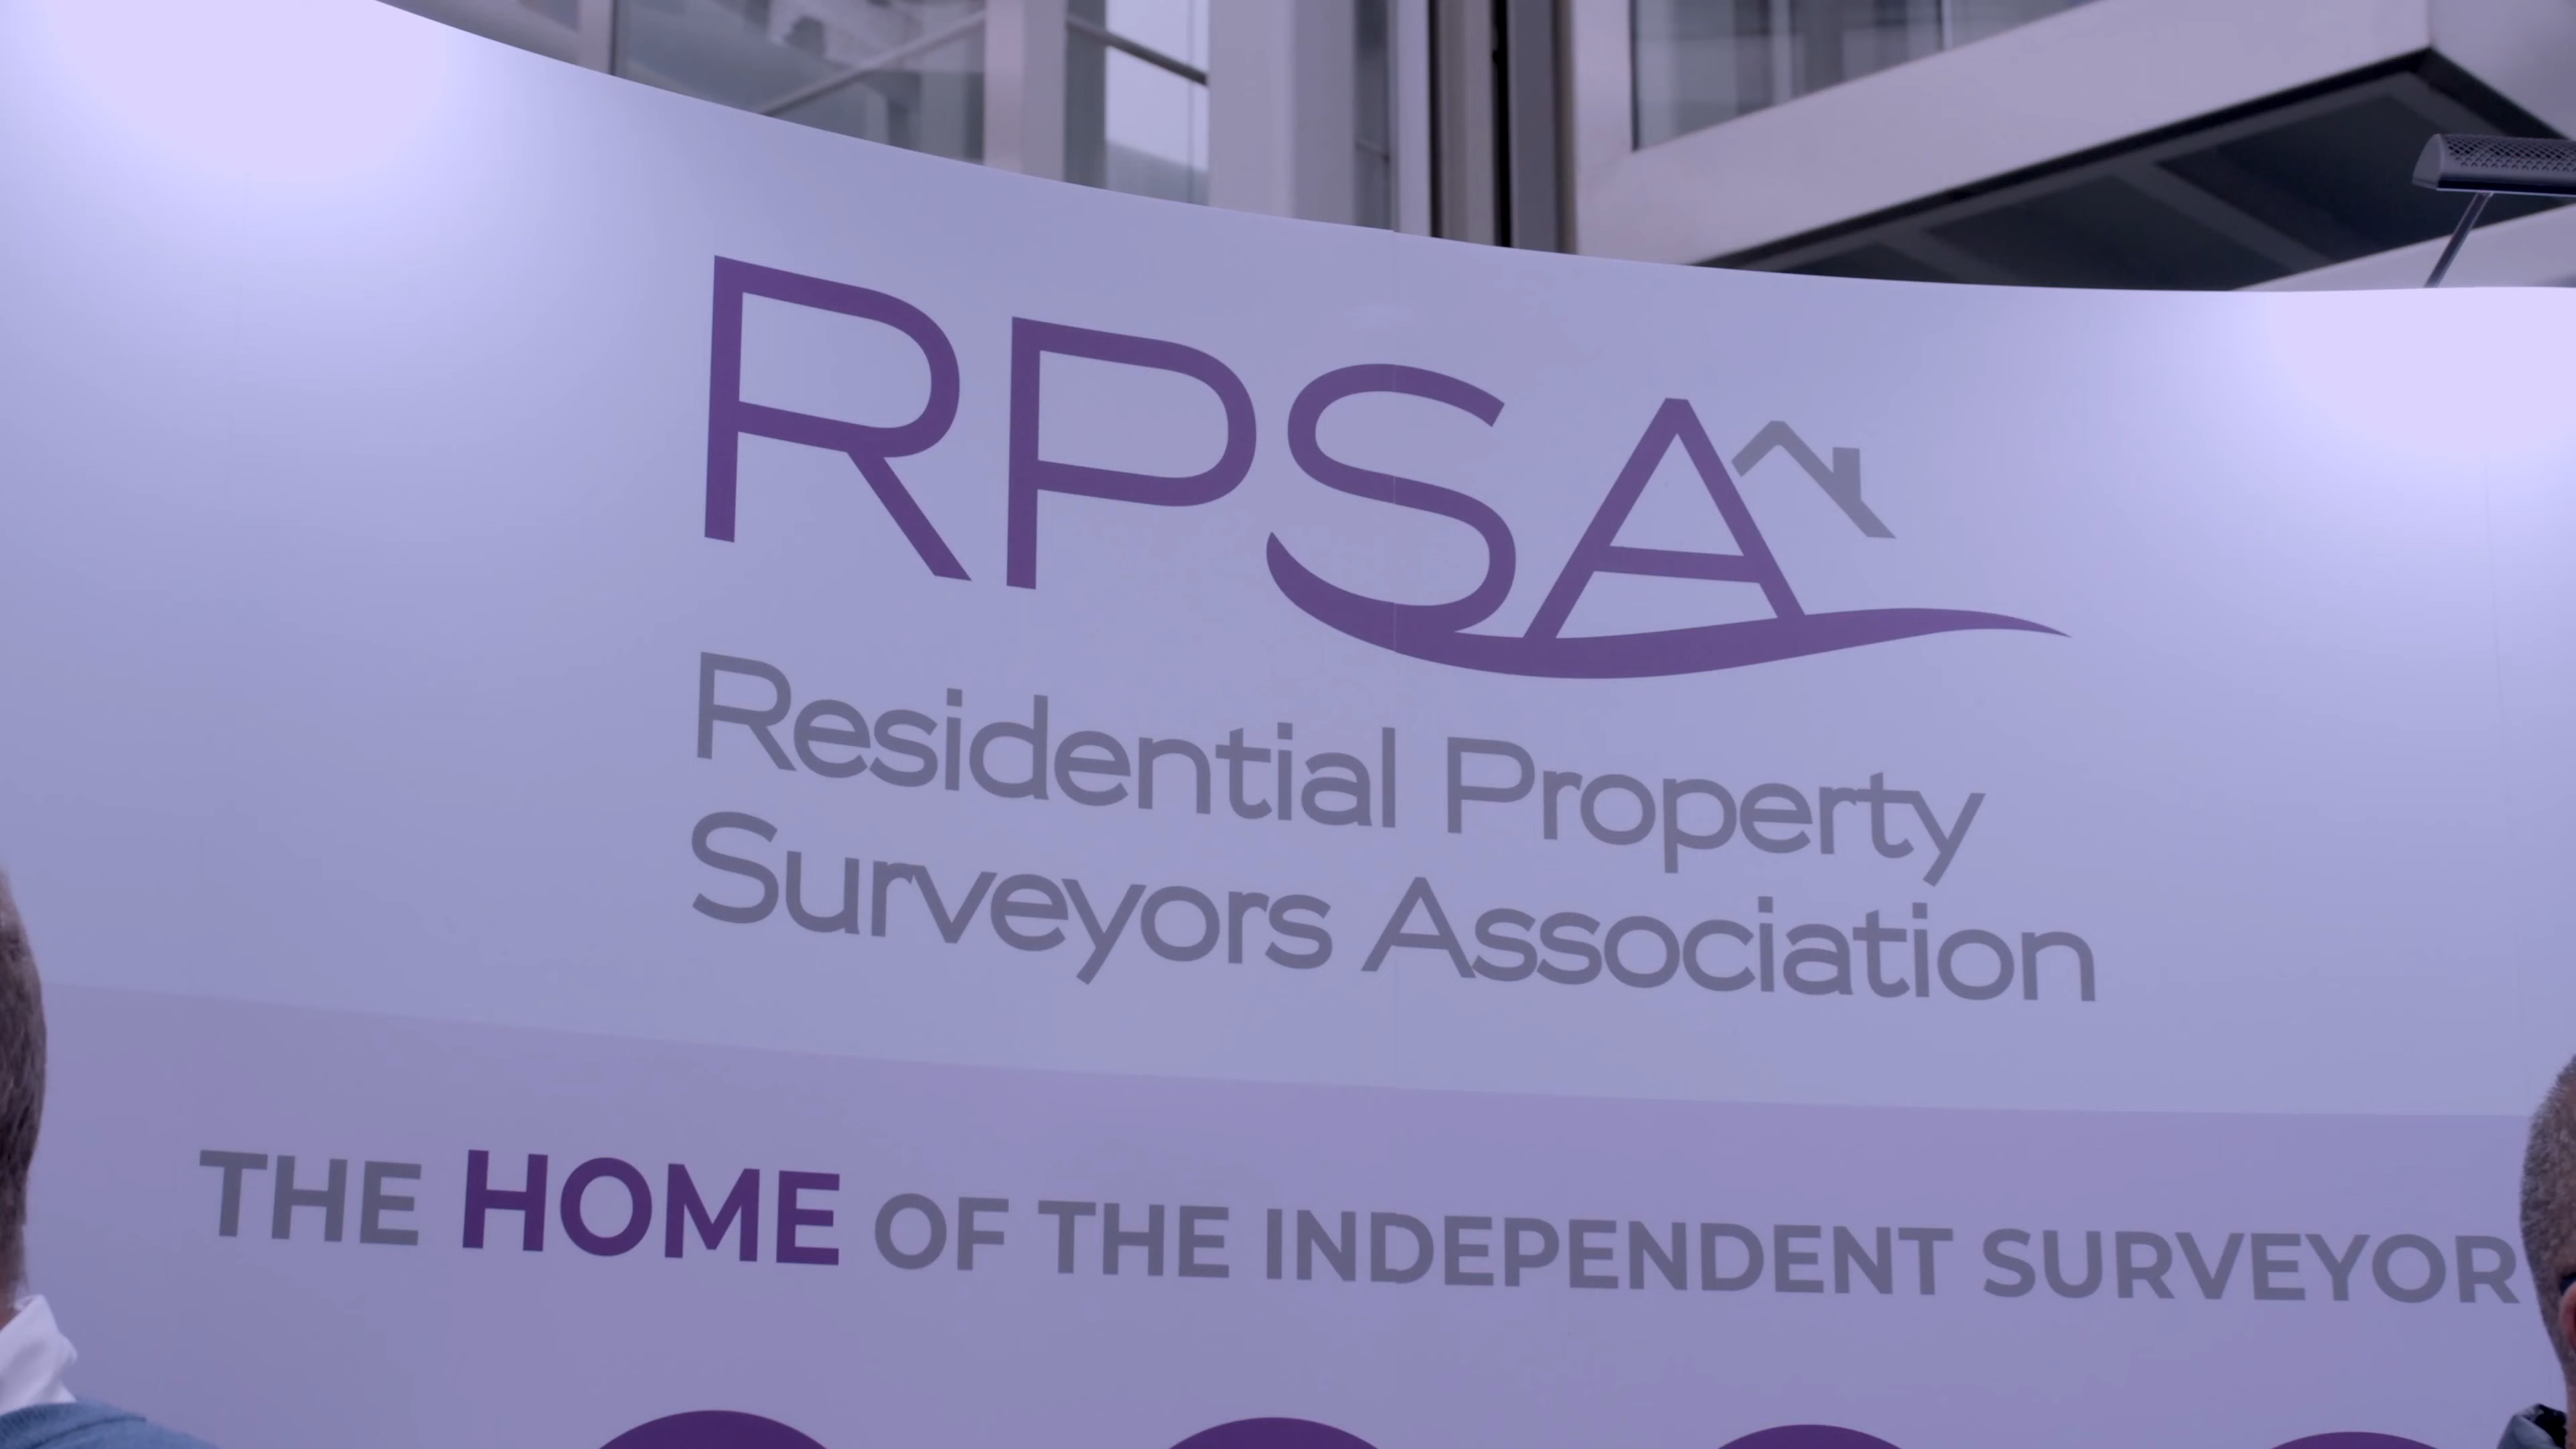 RPSA
Residential Property
Surveyors Association
THE HOME OF THE INDEPENDENT SURVEYOR